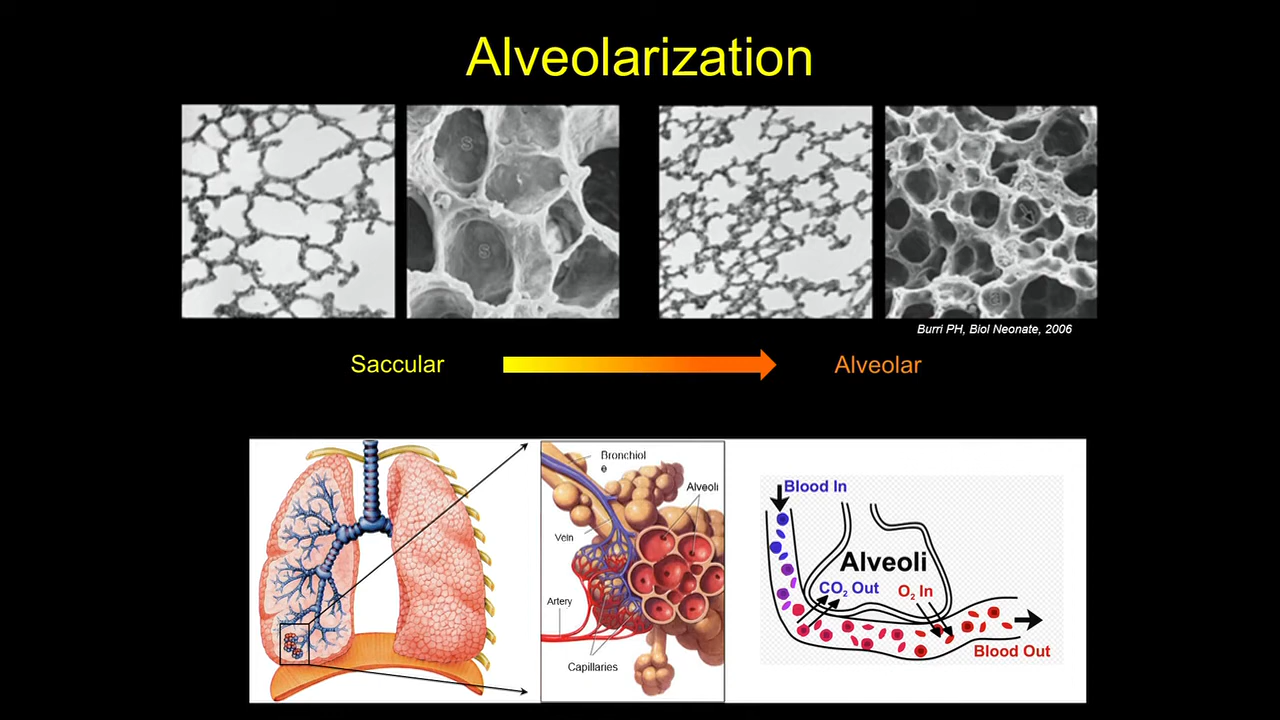 Alveolarization
s
s
a
a
Burri PH, Biol Neonate, 2006
Saccular
Alveolar
Bronchiol
e
Alveoli
Vein
Artery
Capillaries
Blood In
Alveoli
CO2 Out
O2 In
Blood Out